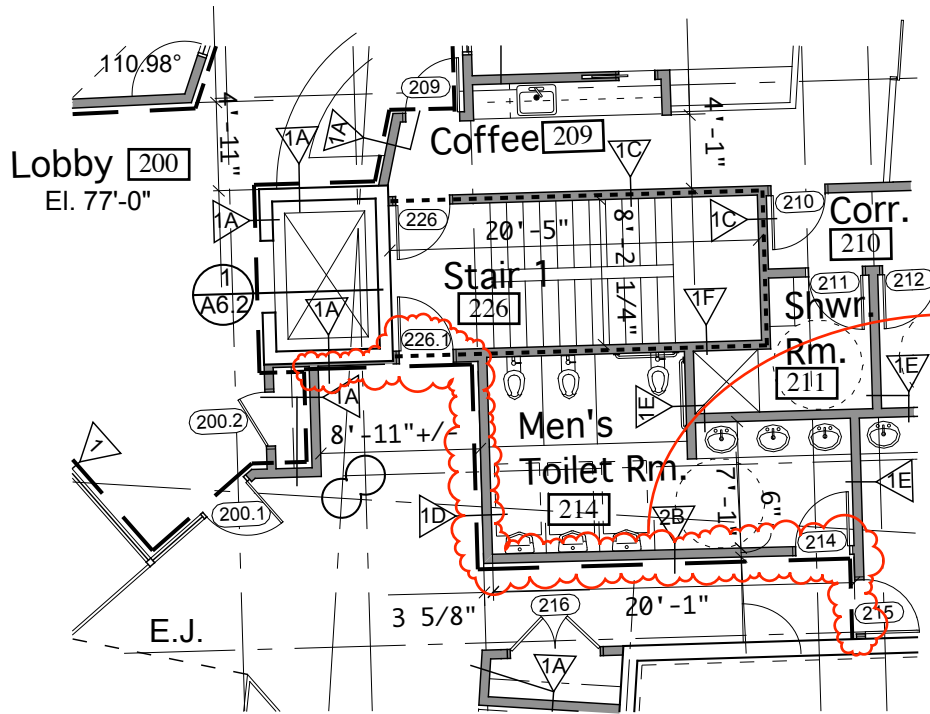 110.98°
209
4'-11"
1A
1A
Coffee 209
4'-1"
1C
Lobby 200
El. 77'-0"
1A
226
20'-5"
8'-2 1/4"
1C
210
Corr.
210
1
A6.2
Stair 1
226
1A
1F
211
212
Shwr
Rm.
211
226.1
1E
1A
1E
200.2
8'-11"+/-
Men's
Toilet Rm.
214
1
7'-1"
6"
1E
200.1
1D
2B
214
3 5/8"
216
20'-1"
215
E.J.
1A